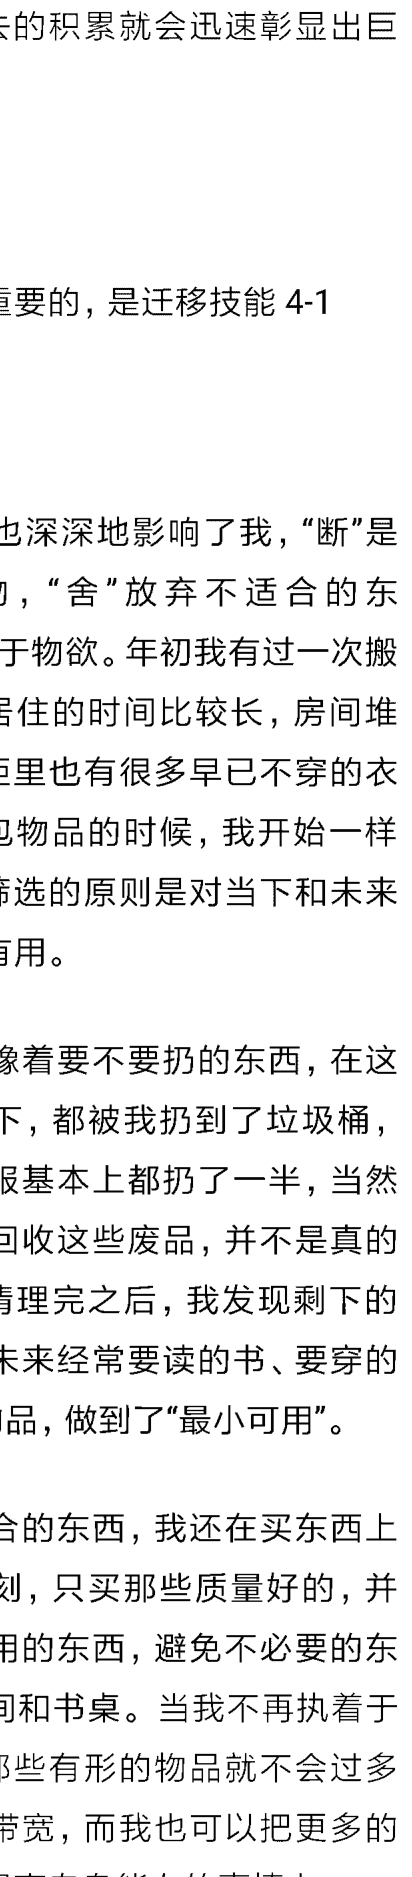 的积累就会迅速彰显出巨
重要的，是迁移技能 4-1
也深深地影响了我，“断”是
，“舍”放弃不适合的东
于物欲。年初我有过一次搬
居住的时间比较长，房间堆
里也有很多早已不穿的衣
包物品的时候，我开始一样
筛选的原则是对当下和未来
有用。
像着要不要扔的东西，在这
下，都被我扔到了垃圾桶，
服基本上都扔了一半，当然
回收这些废品，并不是真的
清理完之后，我发现剩下的
未来经常要读的书、要穿的
品，做到了“最小可用”。
合的东西，我还在买东西上
刻，只买那些质量好的，并
用的东西，避免不必要的东
间和书桌。当我不再执着于
那些有形的物品就不会过多
带宽，而我也可以把更多的